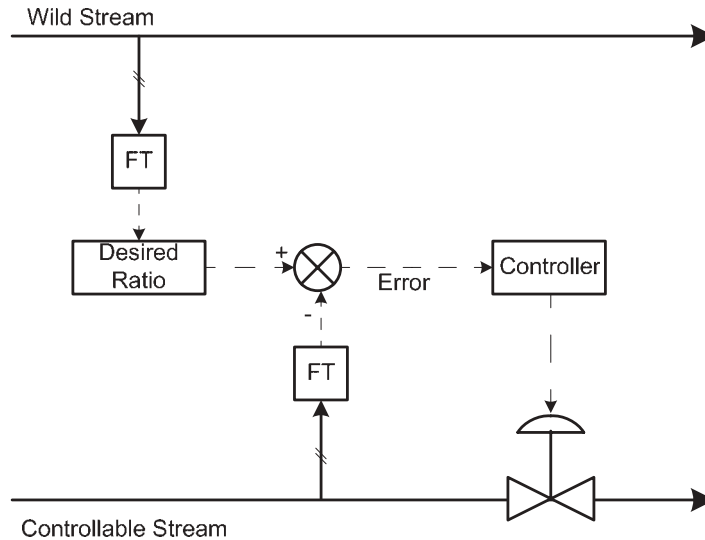 Wild Stream
FT
Desired
Ratio
+
Error
Controller
-
FT
Controllable Stream